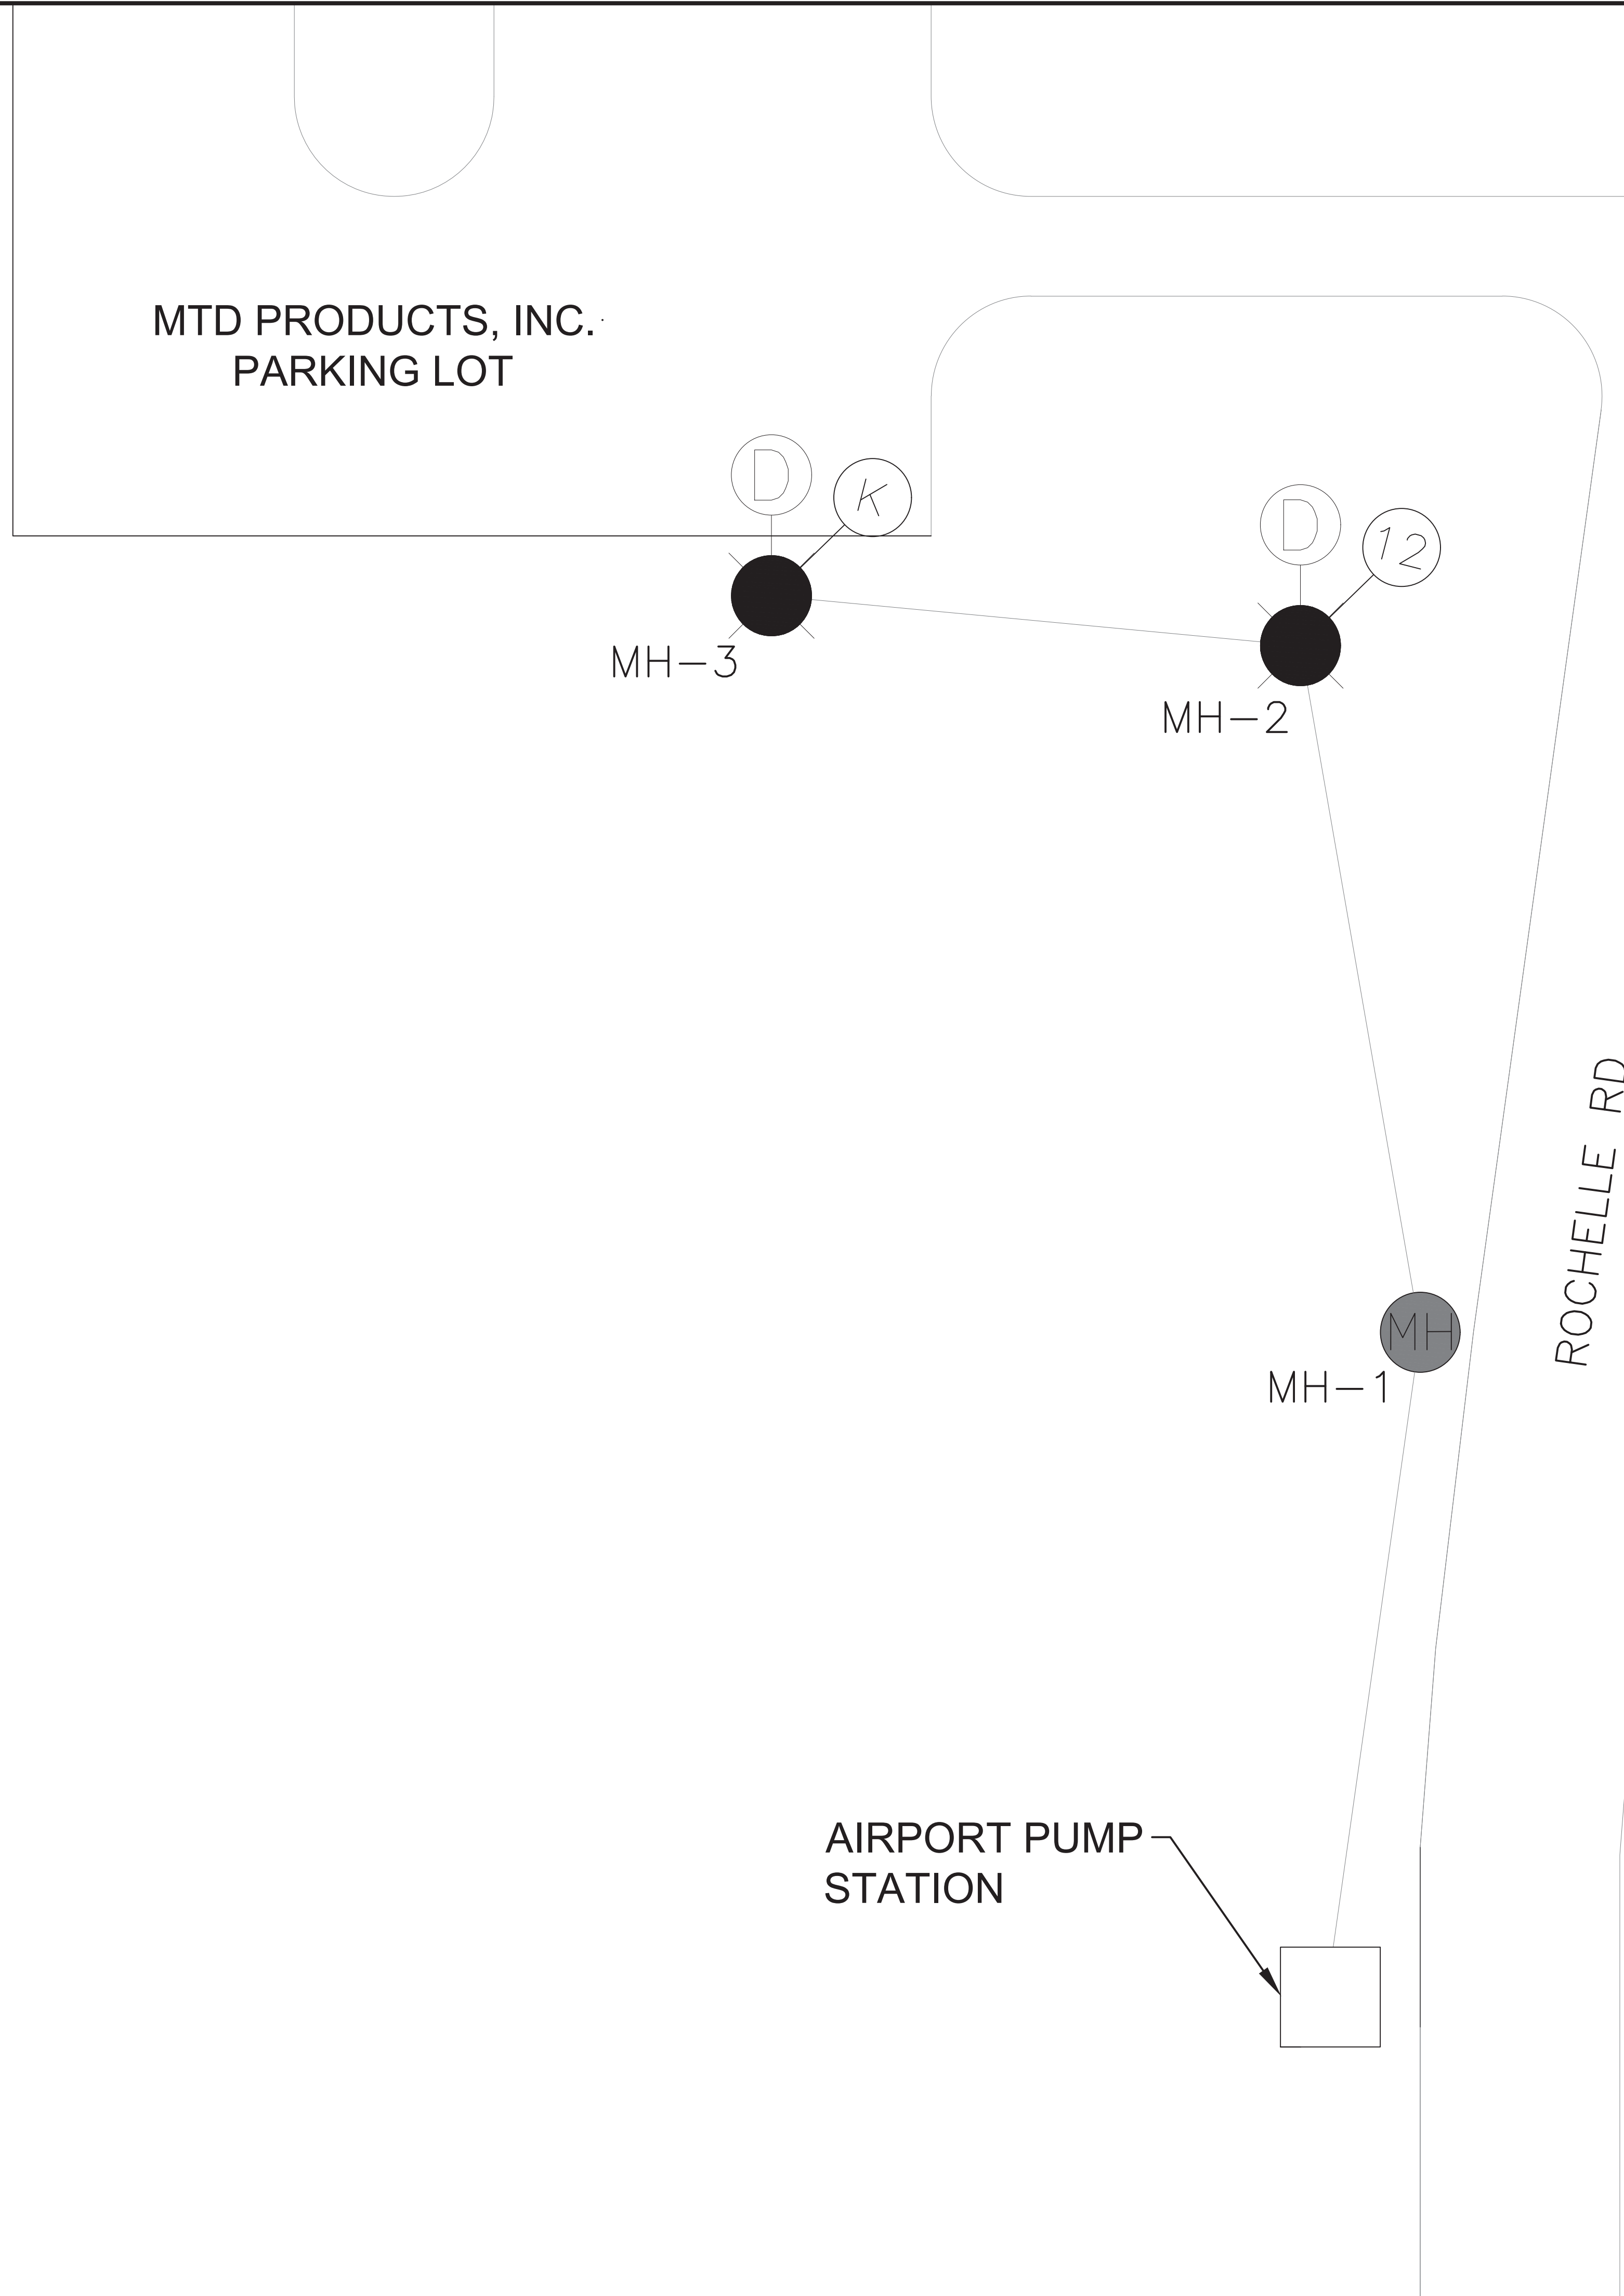 MTD PRODUCTS, INC.
PARKING LOT
D
K
D
12
MH-3
MH-2
ROCHELLE RD
MH
MH-1
AIRPORT PUMP
STATION